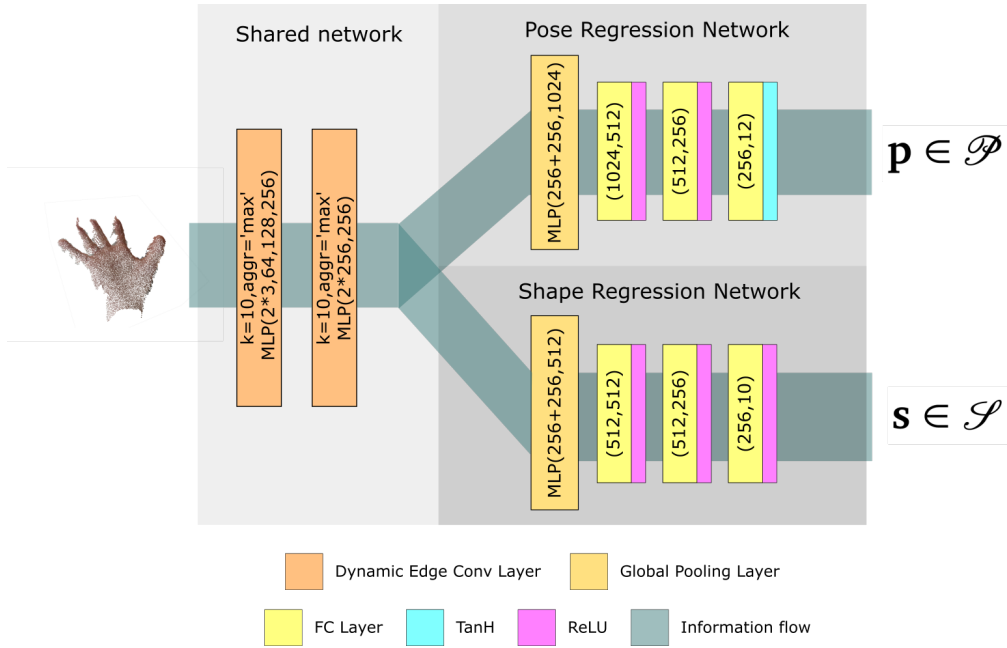 Shared network
Pose Regression Network
k=10,aggr='max'
MLP(2*3,64,128,256)
k=10,aggr='max'
MLP(2*256,256)
MLP(256+256,1024)
(1024,512)
(512,256)
(256,12)
p ∈ 𝒫
Shape Regression Network
MLP(256+256,512)
(512,512)
(512,256)
(256,10)
s ∈ 𝒮
Dynamic Edge Conv Layer
Global Pooling Layer
FC Layer
TanH
ReLU
Information flow